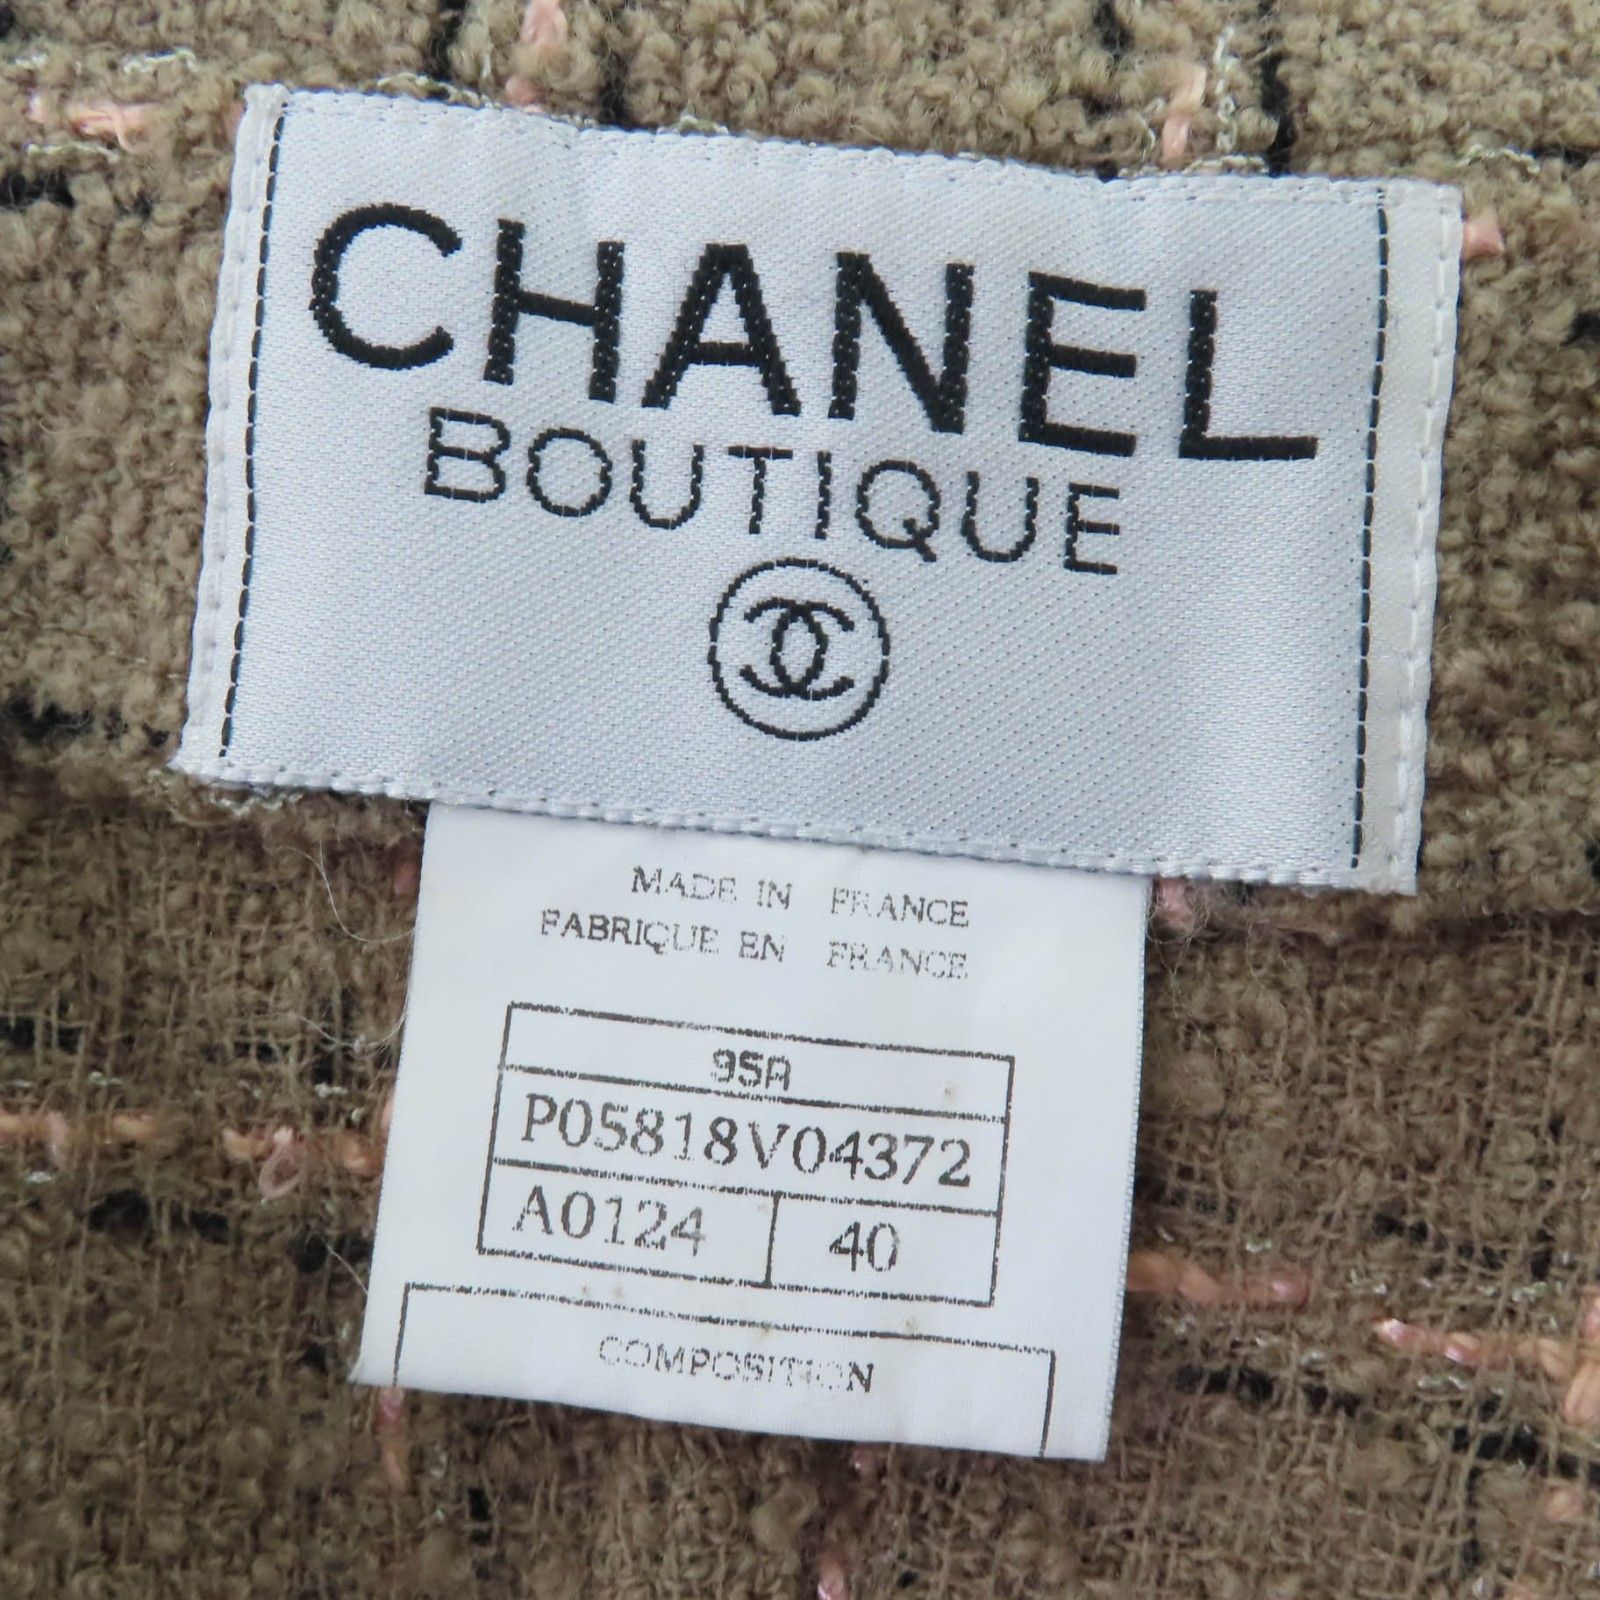 CHANEL
BOUTIQUE
MADE IN FRANCE
FABRIQUE EN FRANCE
95A
P05818V04372
A0124 40
COMPOSITION